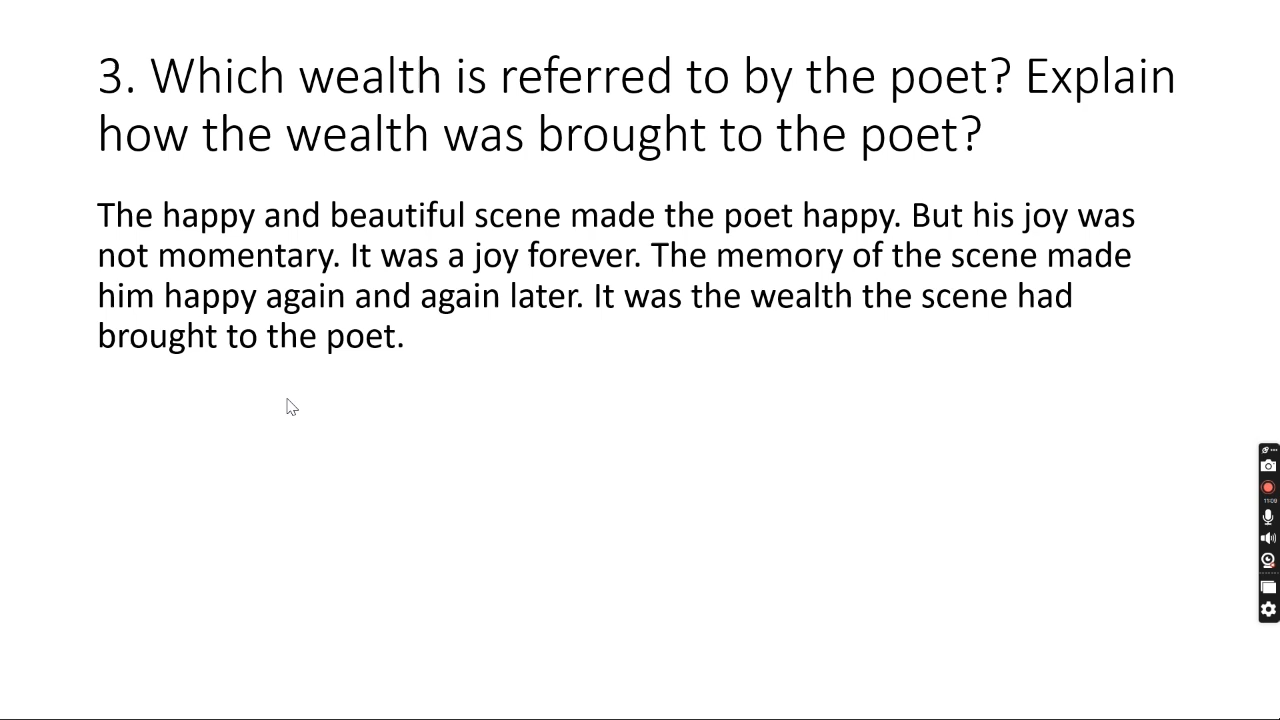 3. Which wealth is referred to by the poet? Explain
how the wealth was brought to the poet?
The happy and beautiful scene made the poet happy. But his joy was
not momentary. It was a joy forever. The memory of the scene made
him happy again and again later. It was the wealth the scene had
brought to the poet.